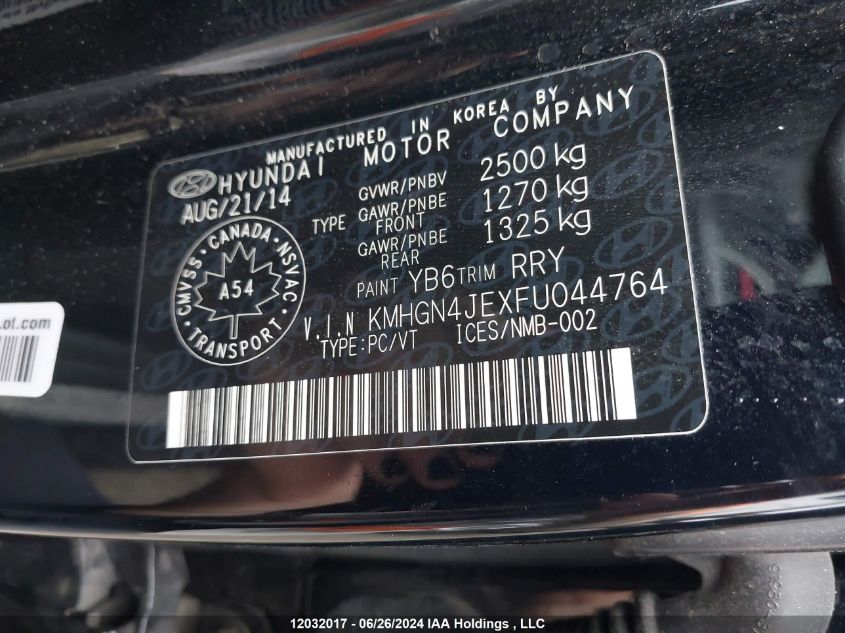 MANUFACTURED IN KOREA BY
HYUNDAI MOTOR COMPANY
AUG/21/14
GVWR/PNBV 2500 kg
TYPE GAWR/PNBE FRONT 1270 kg
GAWR/PNBE REAR 1325 kg
PAINT YB6 TRIM RRY
CMVSS · CANADA · NSVAC
A54
TRANSPORT
V.I.N KMHGN4JEXFU044764
TYPE:PC/VT ICES/NMB-002
ot.com
12032017 - 06/26/2024 IAA Holdings , LLC